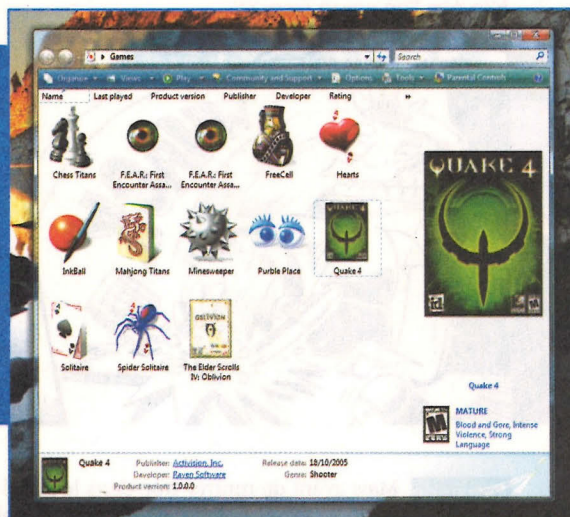 Games
Search
Organise Views Play Community and Support Options Tools Parental Controls
Name Last played Product version Publisher Developer Rating
Chess Titans
F.E.A.R.: First
Encounter Assa...
F.E.A.R.: First
Encounter Assa...
FreeCell
Hearts
InkBall
Mahjong Titans
Minesweeper
Purble Place
QUAKE 4
Quake 4
Solitaire
Spider Solitaire
OBLIVION
The Elder Scrolls
IV: Oblivion
QUAKE 4
Quake 4
MATURE
Blood and Gore, Intense
Violence, Strong
Language
Quake 4
Publisher: Activision, Inc.
Developer: Raven Software
Product version: 1.0.0.0
Release date: 18/10/2005
Genre: Shooter